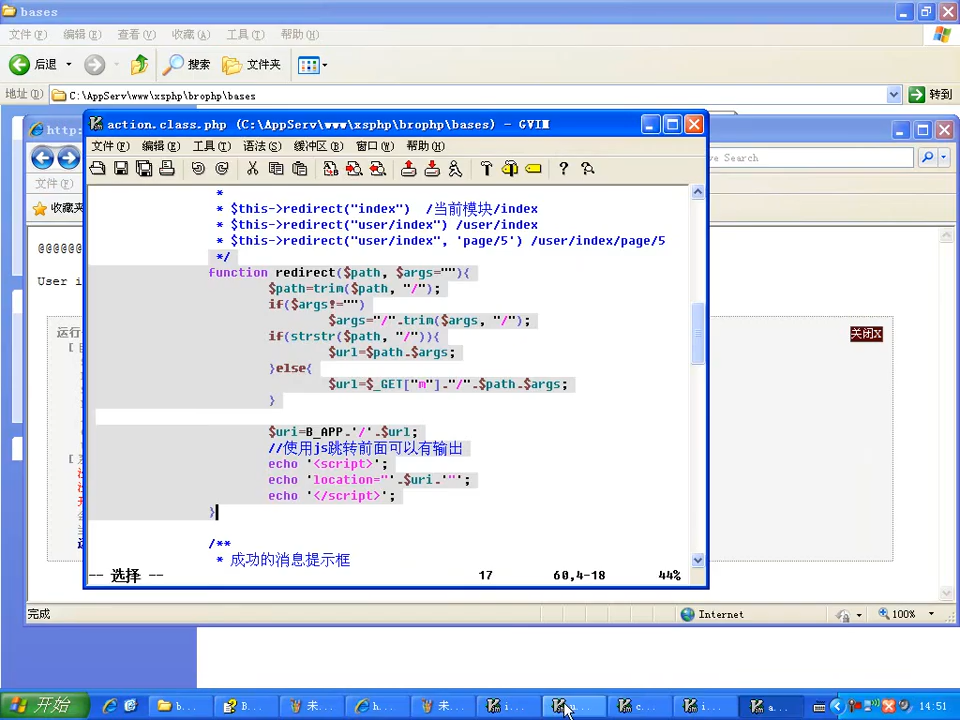 bases
文件(F) 编辑(E) 查看(V) 收藏(A) 工具(T) 帮助(H)
后退 搜索 文件夹
地址(D) C:\AppServ\www\xsphp\brophp\bases 转到
http:
action.class.php (C:\AppServ\www\xsphp\brophp\bases) - GVIM
文件(F) 编辑(E) 工具(T) 语法(S) 缓冲区(B) 窗口(W) 帮助(H)
ve Search
文件(F)
收藏夹
*
* $this->redirect("index")  /当前模块/index
* $this->redirect("user/index") /user/index
* $this->redirect("user/index", 'page/5') /user/index/page/5
*/
function redirect($path, $args=""){
$path=trim($path, "/");
if($args!="")
$args="/".trim($args, "/");
if(strstr($path, "/")){
$url=$path.$args;
}else{
$url=$_GET["m"]."/".$path.$args;
}
$uri=B_APP.'/'.$url;
//使用js跳转前面可以有输出
echo '<script>';
echo 'location="'.$uri.'"';
echo '</script>';
}
/**
* 成功的消息提示框
-- 选择 -- 17 60,4-18 44%
@@@@@@
User i
运行
关闭X
完成 Internet 100%
开始 b... B... 未... h... 未... i... c... i... a... 14:51